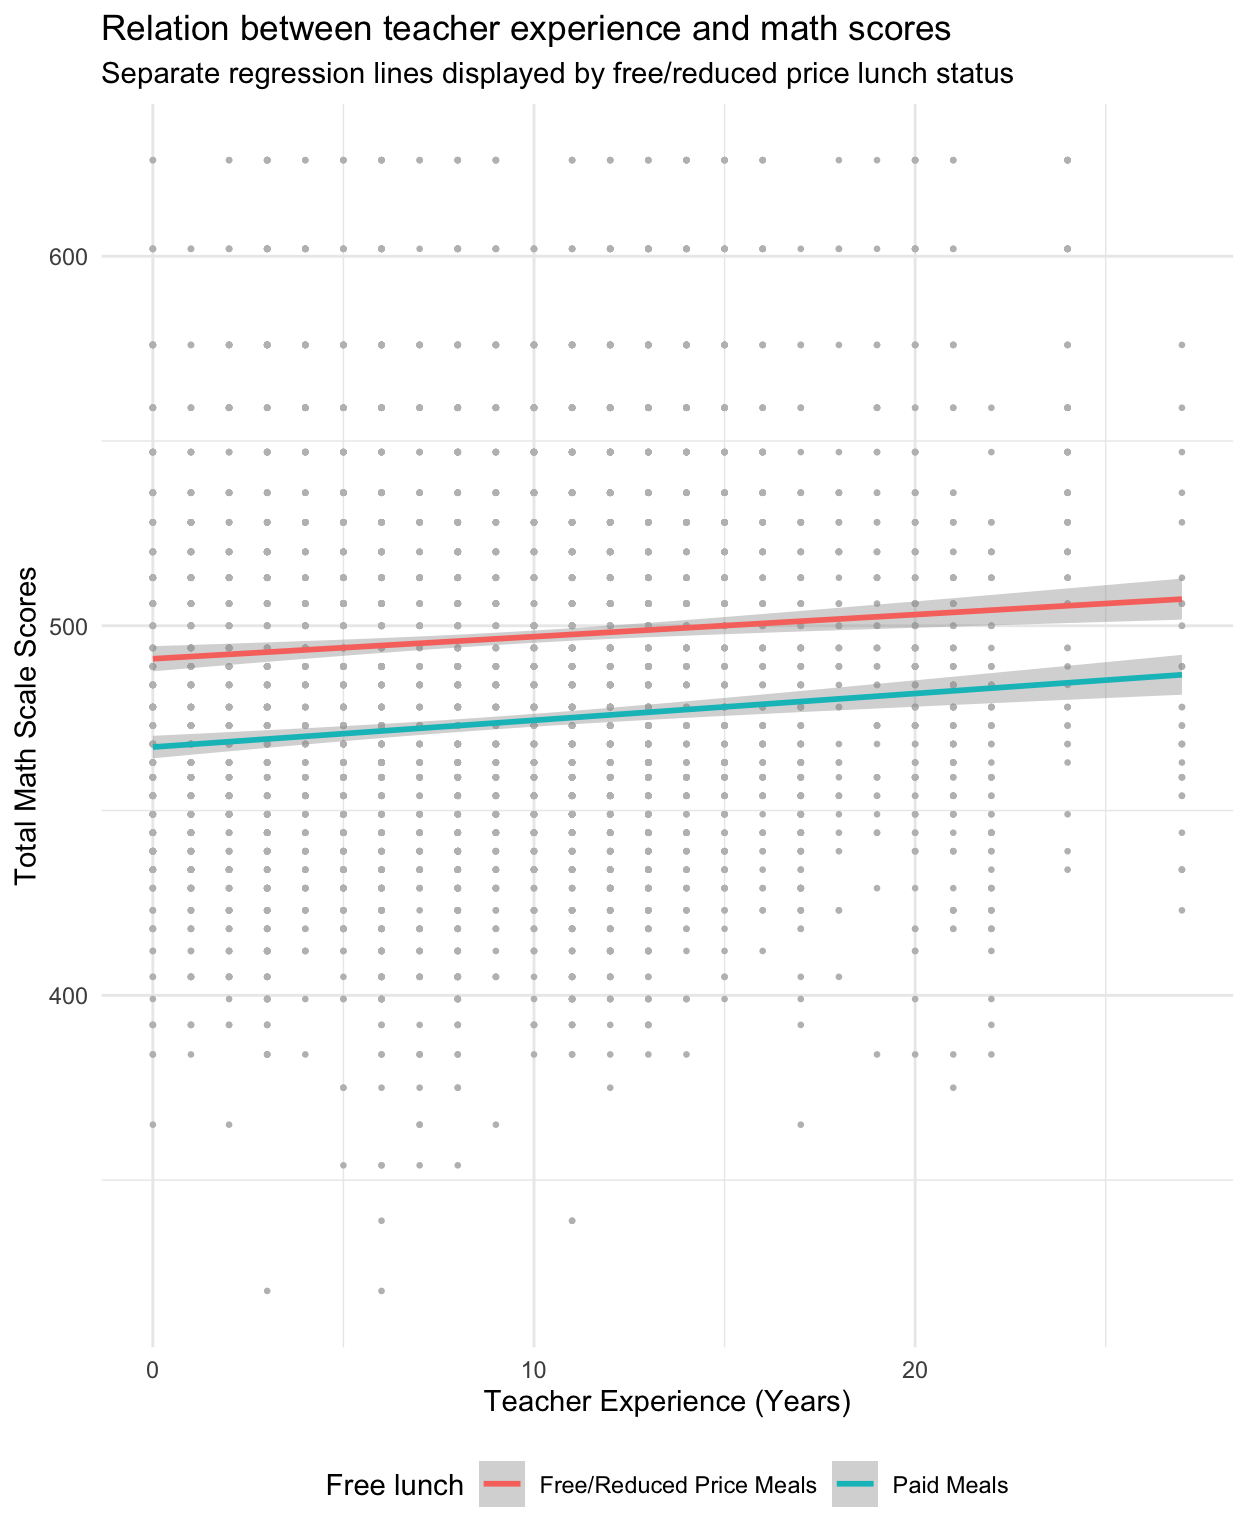 Relation between teacher experience and math scores
Separate regression lines displayed by free/reduced price lunch status
Total Math Scale Scores
600
500
400
0
10
20
Teacher Experience (Years)
Free lunch
Free/Reduced Price Meals
Paid Meals